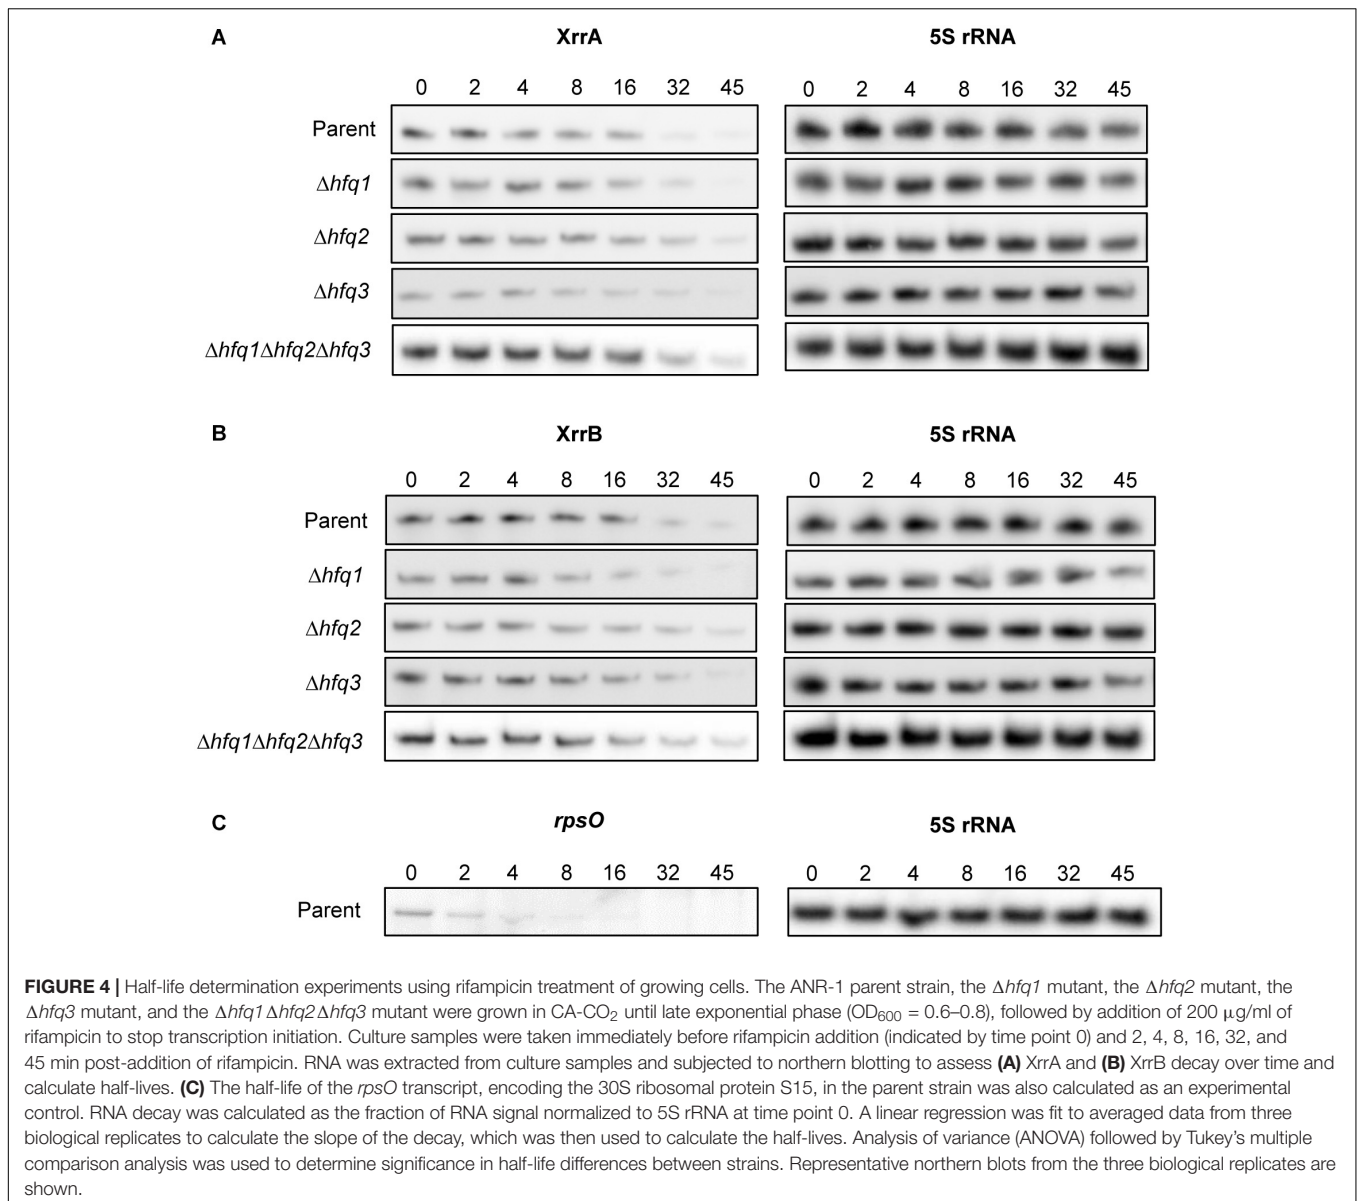 A XrrA 5S rRNA
0 2 4 8 16 32 45 0 2 4 8 16 32 45
Parent
Δhfq1
Δhfq2
Δhfq3
Δhfq1Δhfq2Δhfq3
B XrrB 5S rRNA
0 2 4 8 16 32 45 0 2 4 8 16 32 45
Parent
Δhfq1
Δhfq2
Δhfq3
Δhfq1Δhfq2Δhfq3
C rpsO 5S rRNA
0 2 4 8 16 32 45 0 2 4 8 16 32 45
Parent
FIGURE 4 | Half-life determination experiments using rifampicin treatment of growing cells. The ANR-1 parent strain, the Δhfq1 mutant, the Δhfq2 mutant, the
Δhfq3 mutant, and the Δhfq1Δhfq2Δhfq3 mutant were grown in CA-CO₂ until late exponential phase (OD₆₀₀ = 0.6–0.8), followed by addition of 200 μg/ml of
rifampicin to stop transcription initiation. Culture samples were taken immediately before rifampicin addition (indicated by time point 0) and 2, 4, 8, 16, 32, and
45 min post-addition of rifampicin. RNA was extracted from culture samples and subjected to northern blotting to assess (A) XrrA and (B) XrrB decay over time and
calculate half-lives. (C) The half-life of the rpsO transcript, encoding the 30S ribosomal protein S15, in the parent strain was also calculated as an experimental
control. RNA decay was calculated as the fraction of RNA signal normalized to 5S rRNA at time point 0. A linear regression was fit to averaged data from three
biological replicates to calculate the slope of the decay, which was then used to calculate the half-lives. Analysis of variance (ANOVA) followed by Tukey's multiple
comparison analysis was used to determine significance in half-life differences between strains. Representative northern blots from the three biological replicates are
shown.